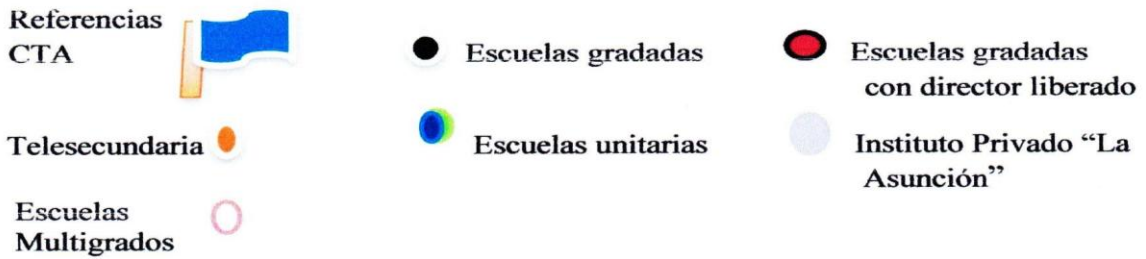 Referencias
CTA
Escuelas gradadas
Escuelas gradadas
con director liberado
Telesecundaria
Escuelas unitarias
Instituto Privado “La
Asunción”
Escuelas
Multigrados